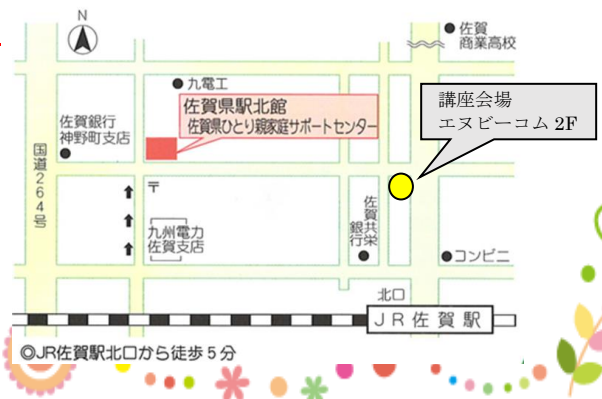 N
佐賀
商業高校
九電工
佐賀県駅北館
佐賀県ひとり親家庭サポートセンター
講座会場
エヌビーコム 2F
佐賀銀行
神野町支店
国道264号
〒
九州電力
佐賀支店
佐賀共栄
銀行
コンビニ
北口
JR佐賀駅
◎JR佐賀駅北口から徒歩5分